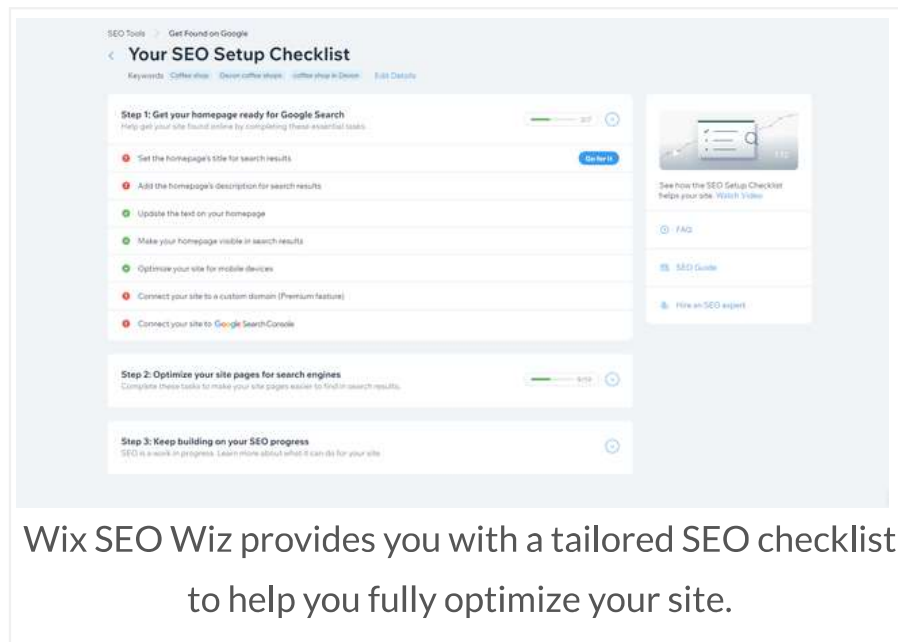 SEO Tools > Get Found on Google
< Your SEO Setup Checklist
Keywords Coffee shop Devon coffee shops coffee shop in Devon Edit Details
Step 1: Get your homepage ready for Google Search
Help get your site found online by completing these essential tasks.
Set the homepage's title for search results
Go for It
Add the homepage's description for search results
Update the text on your homepage
Make your homepage visible in search results
Optimize your site for mobile devices
Connect your site to a custom domain (Premium feature)
Connect your site to Google Search Console
Step 2: Optimize your site pages for search engines
Complete these tasks to make your site pages easier to find in search results.
Step 3: Keep building on your SEO progress
SEO is a work in progress. Learn more about what it can do for your site.
See how the SEO Setup Checklist
helps your site. Watch Video
FAQ
SEO Guide
Hire an SEO expert
Wix SEO Wiz provides you with a tailored SEO checklist
to help you fully optimize your site.